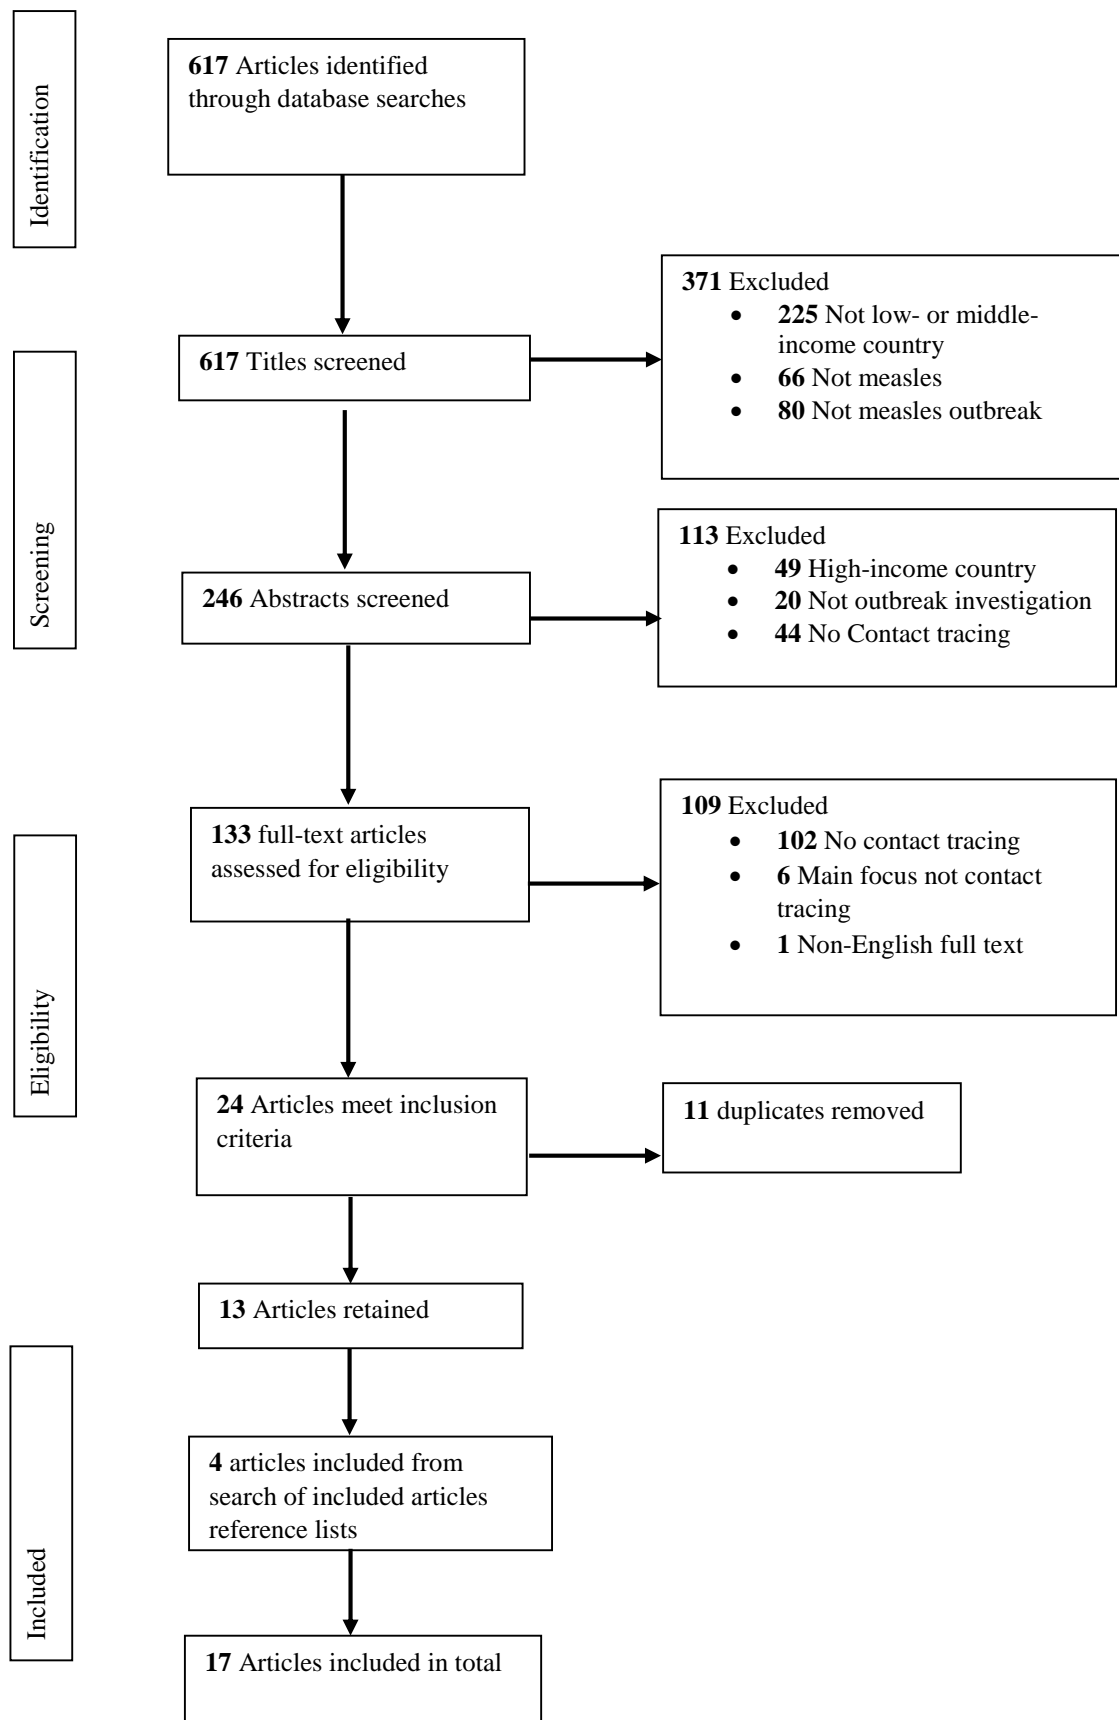 Identification
617 Articles identified
through database searches
371 Excluded
• 225 Not low- or middle-
income country
• 66 Not measles
• 80 Not measles outbreak
Screening
617 Titles screened
113 Excluded
• 49 High-income country
• 20 Not outbreak investigation
• 44 No Contact tracing
246 Abstracts screened
109 Excluded
• 102 No contact tracing
• 6 Main focus not contact
tracing
• 1 Non-English full text
Eligibility
133 full-text articles
assessed for eligibility
24 Articles meet inclusion
criteria
11 duplicates removed
13 Articles retained
Included
4 articles included from
search of included articles
reference lists
17 Articles included in total